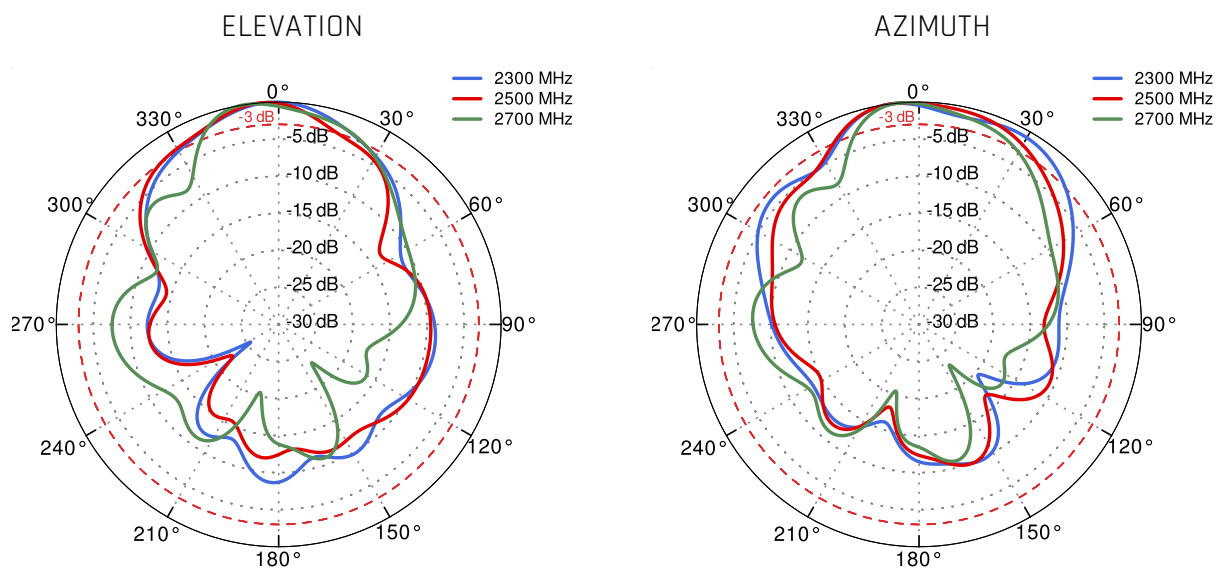 ELEVATION
2300 MHz
2500 MHz
2700 MHz
0°
30°
60°
90°
120°
150°
180°
210°
240°
270°
300°
330°
-3 dB
-5 dB
-10 dB
-15 dB
-20 dB
-25 dB
-30 dB
AZIMUTH
2300 MHz
2500 MHz
2700 MHz
0°
30°
60°
90°
120°
150°
180°
210°
240°
270°
300°
330°
-3 dB
-5 dB
-10 dB
-15 dB
-20 dB
-25 dB
-30 dB